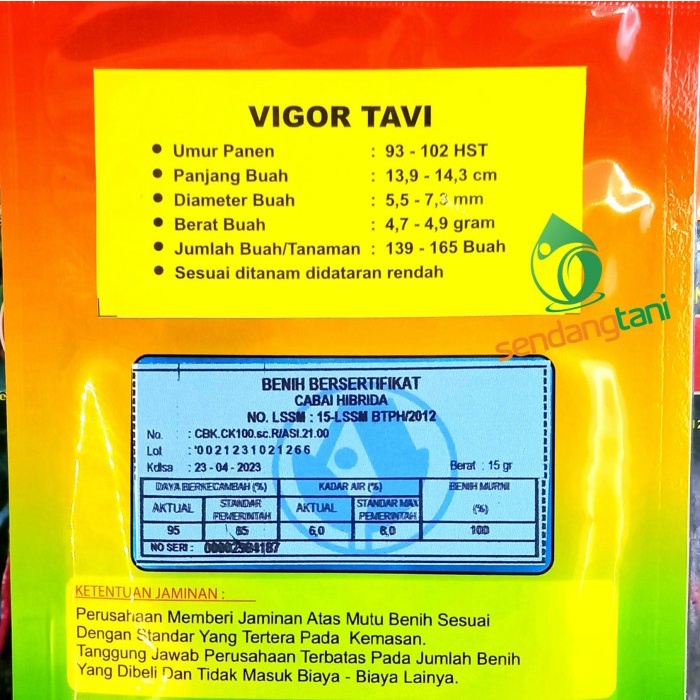 VIGOR TAVI
• Umur Panen : 93 - 102 HST
• Panjang Buah : 13,9 - 14,3 cm
• Diameter Buah : 5,5 - 7,3 mm
• Berat Buah : 4,7 - 4,9 gram
• Jumlah Buah/Tanaman : 139 - 165 Buah
• Sesuai ditanam didataran rendah
sendangtani
BENIH BERSERTIFIKAT
CABAI HIBRIDA
NO. LSSM : 15-LSSM BTPH/2012
No. : CBK.CK100.sc.R/ASI.21.00
Lot : '0021231021266
Kdlsa : 23 - 04 - 2023 Berat : 15 gr
DAYA BERKECAMBAH (%) KADAR AIR (%) BENIH MURNI
AKTUAL STANDAR PEMERINTAH AKTUAL STANDAR MAX PEMERINTAH (%)
95 85 6,0 8,0 100
NO SERI :
KETENTUAN JAMINAN :
Perusahaan Memberi Jaminan Atas Mutu Benih Sesuai
Dengan Standar Yang Tertera Pada Kemasan.
Tanggung Jawab Perusahaan Terbatas Pada Jumlah Benih
Yang Dibeli Dan Tidak Masuk Biaya - Biaya Lainya.